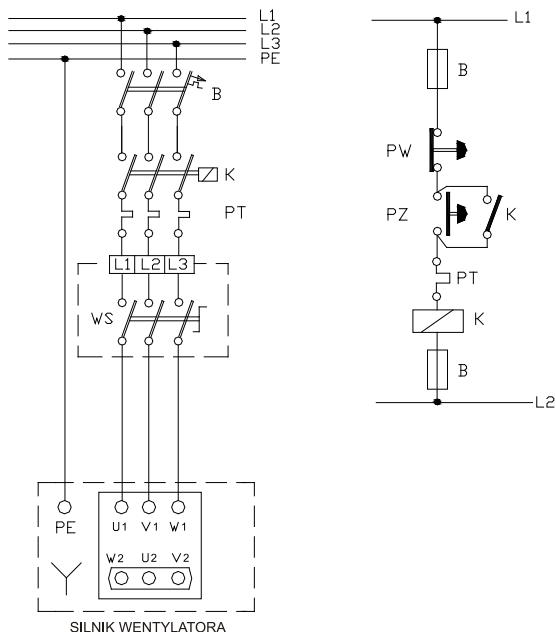 L1
L2
L3
PE
B
K
PT
L1 L2 L3
WS
PE
U1 V1 W1
W2 U2 V2
SILNIK WENTYLATORA
L1
B
PW
PZ K
PT
K
B
L2